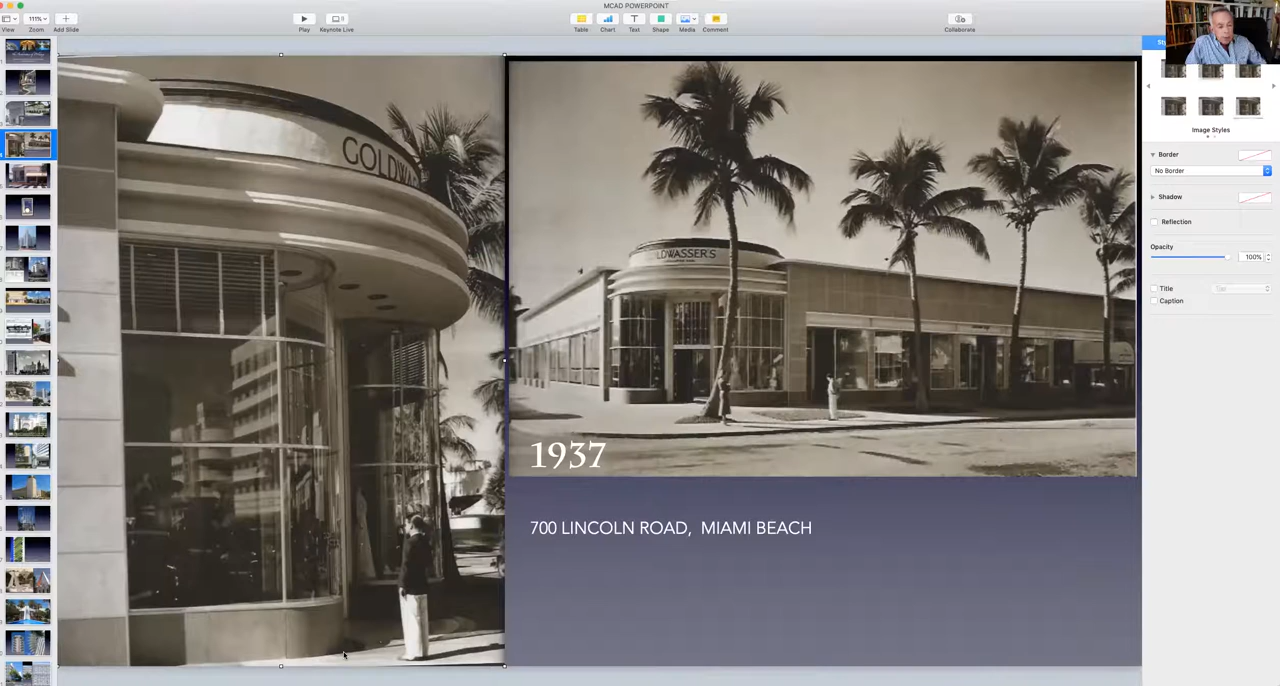 MCAD POWERPOINT
111%
View
Zoom
Add Slide
Play
Keynote Live
Table
Chart
Text
Shape
Media
Comment
Collaborate
GOLDWA
LDWASSER'S
1937
700 LINCOLN ROAD, MIAMI BEACH
Image Styles
Border
No Border
Shadow
Reflection
Opacity
100%
Title
Caption